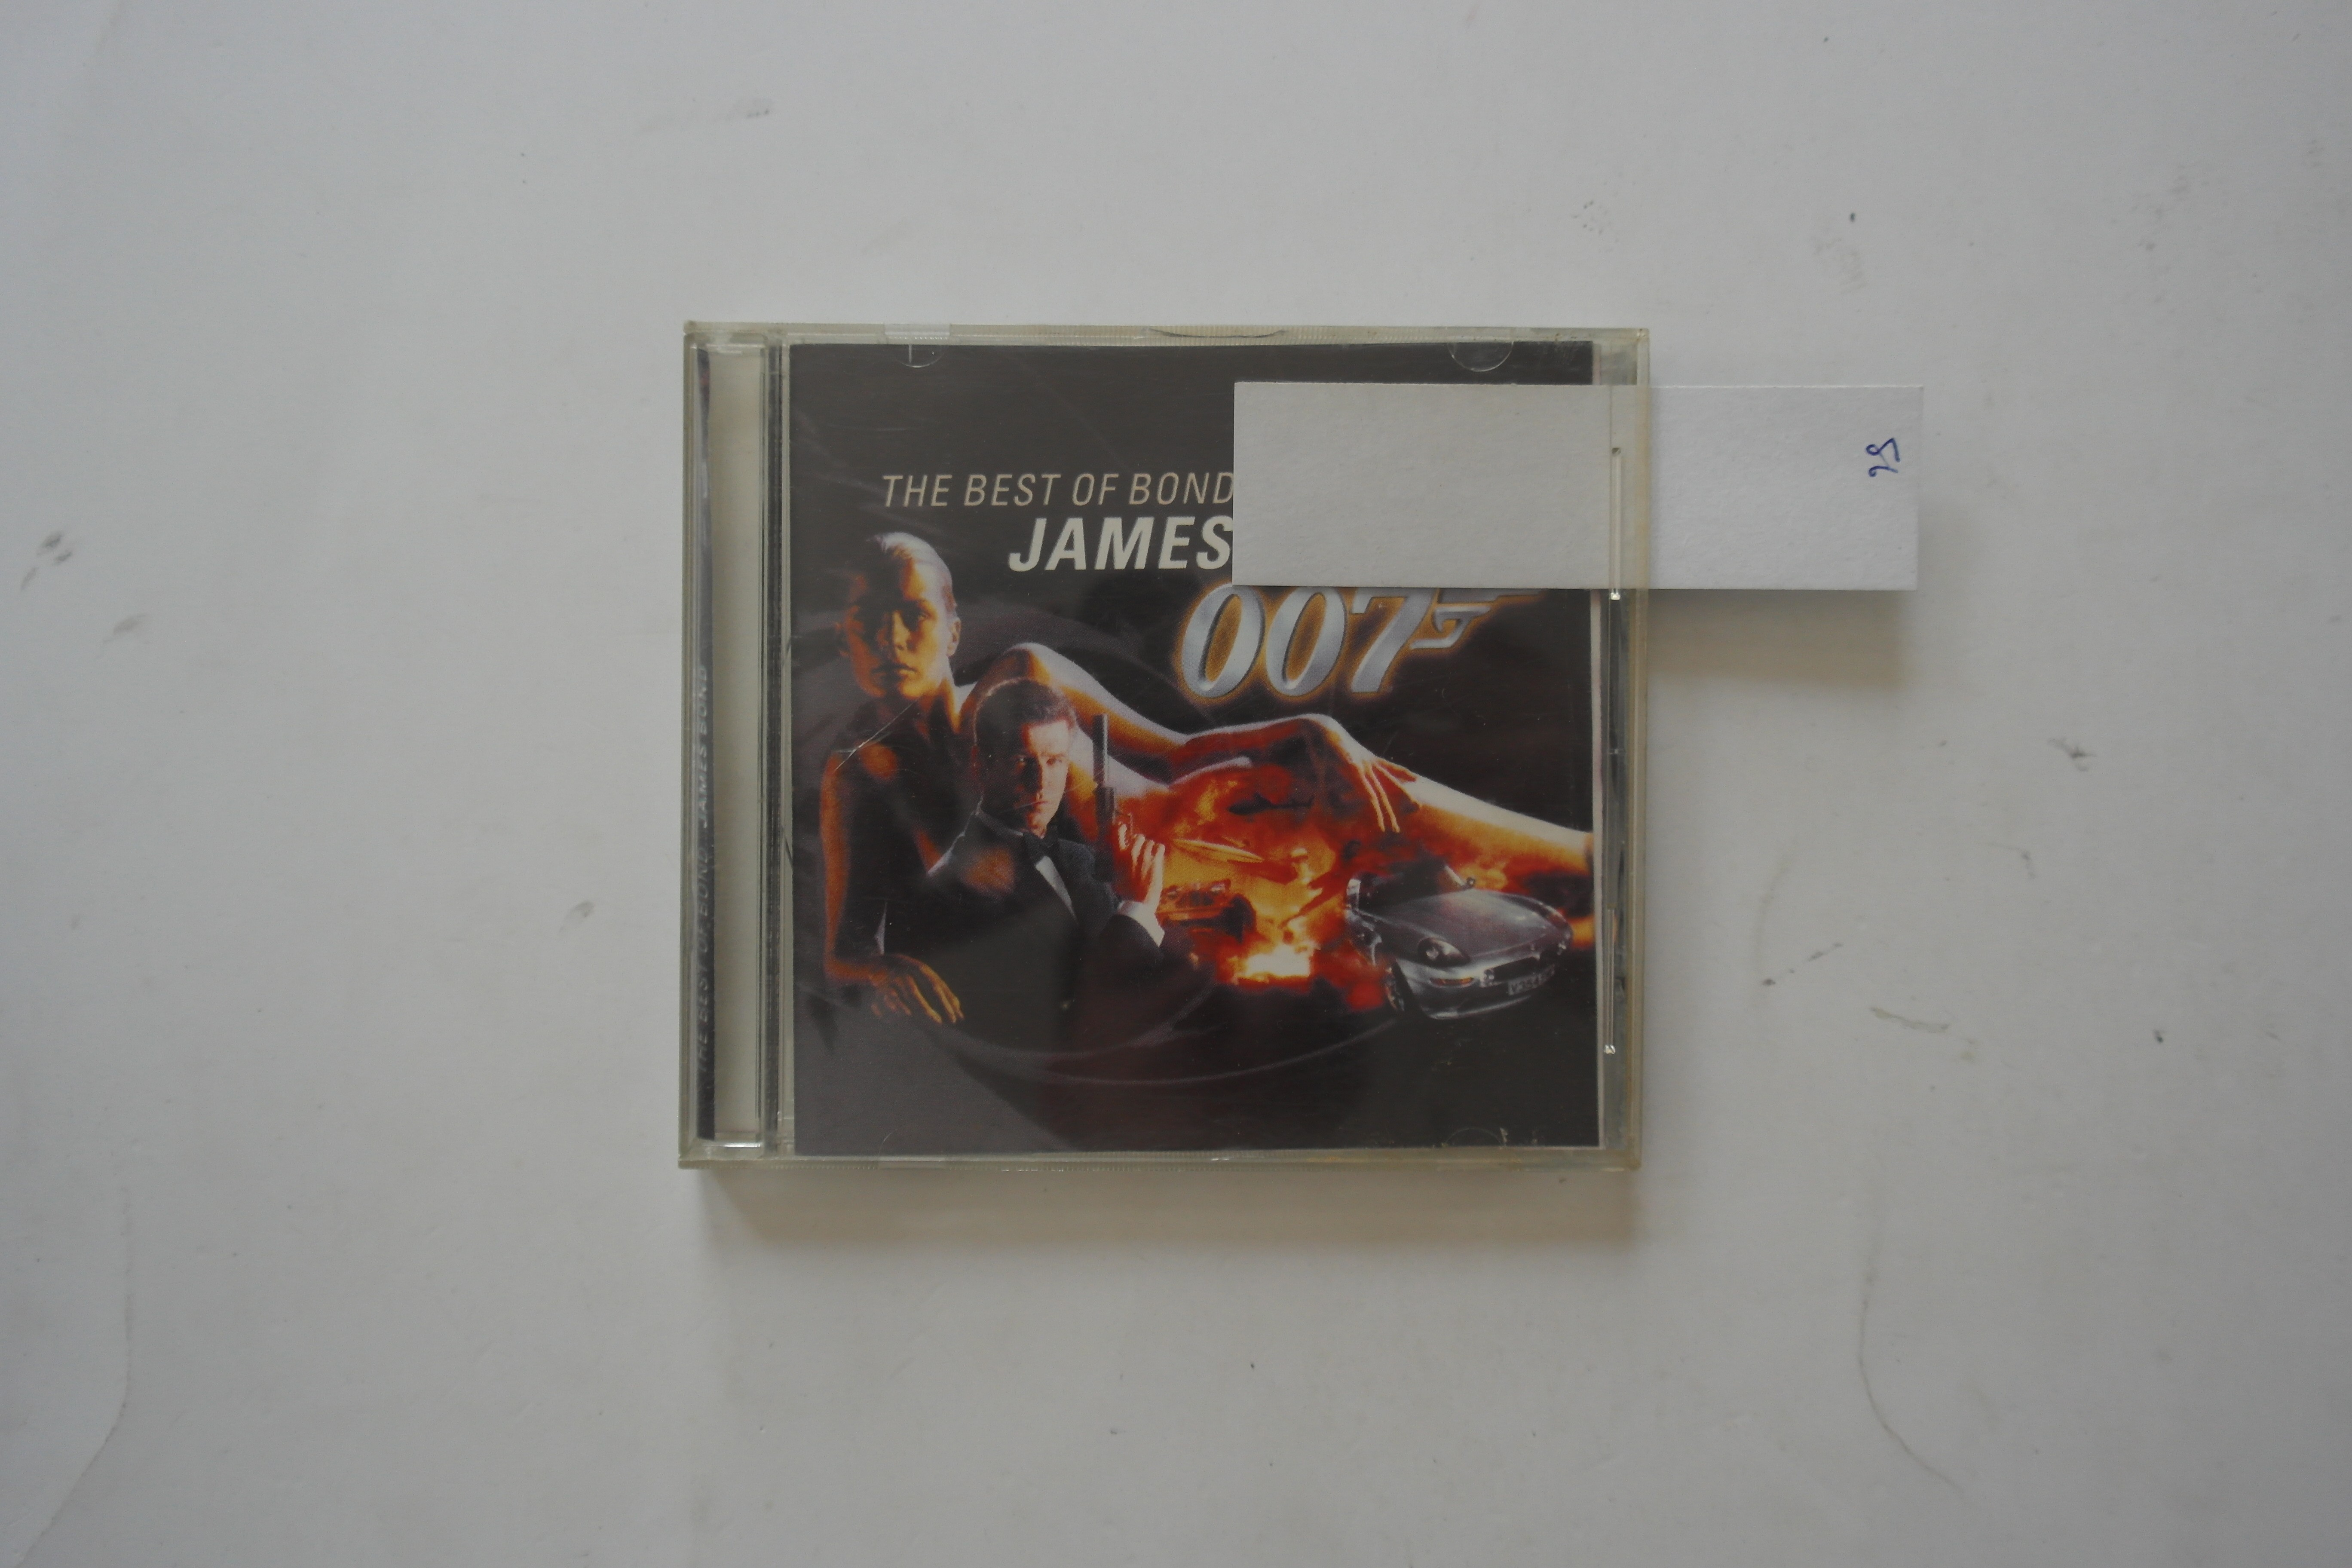 THE BEST OF BOND
JAMES
007
THE BEST OF BOND, JAMES BOND